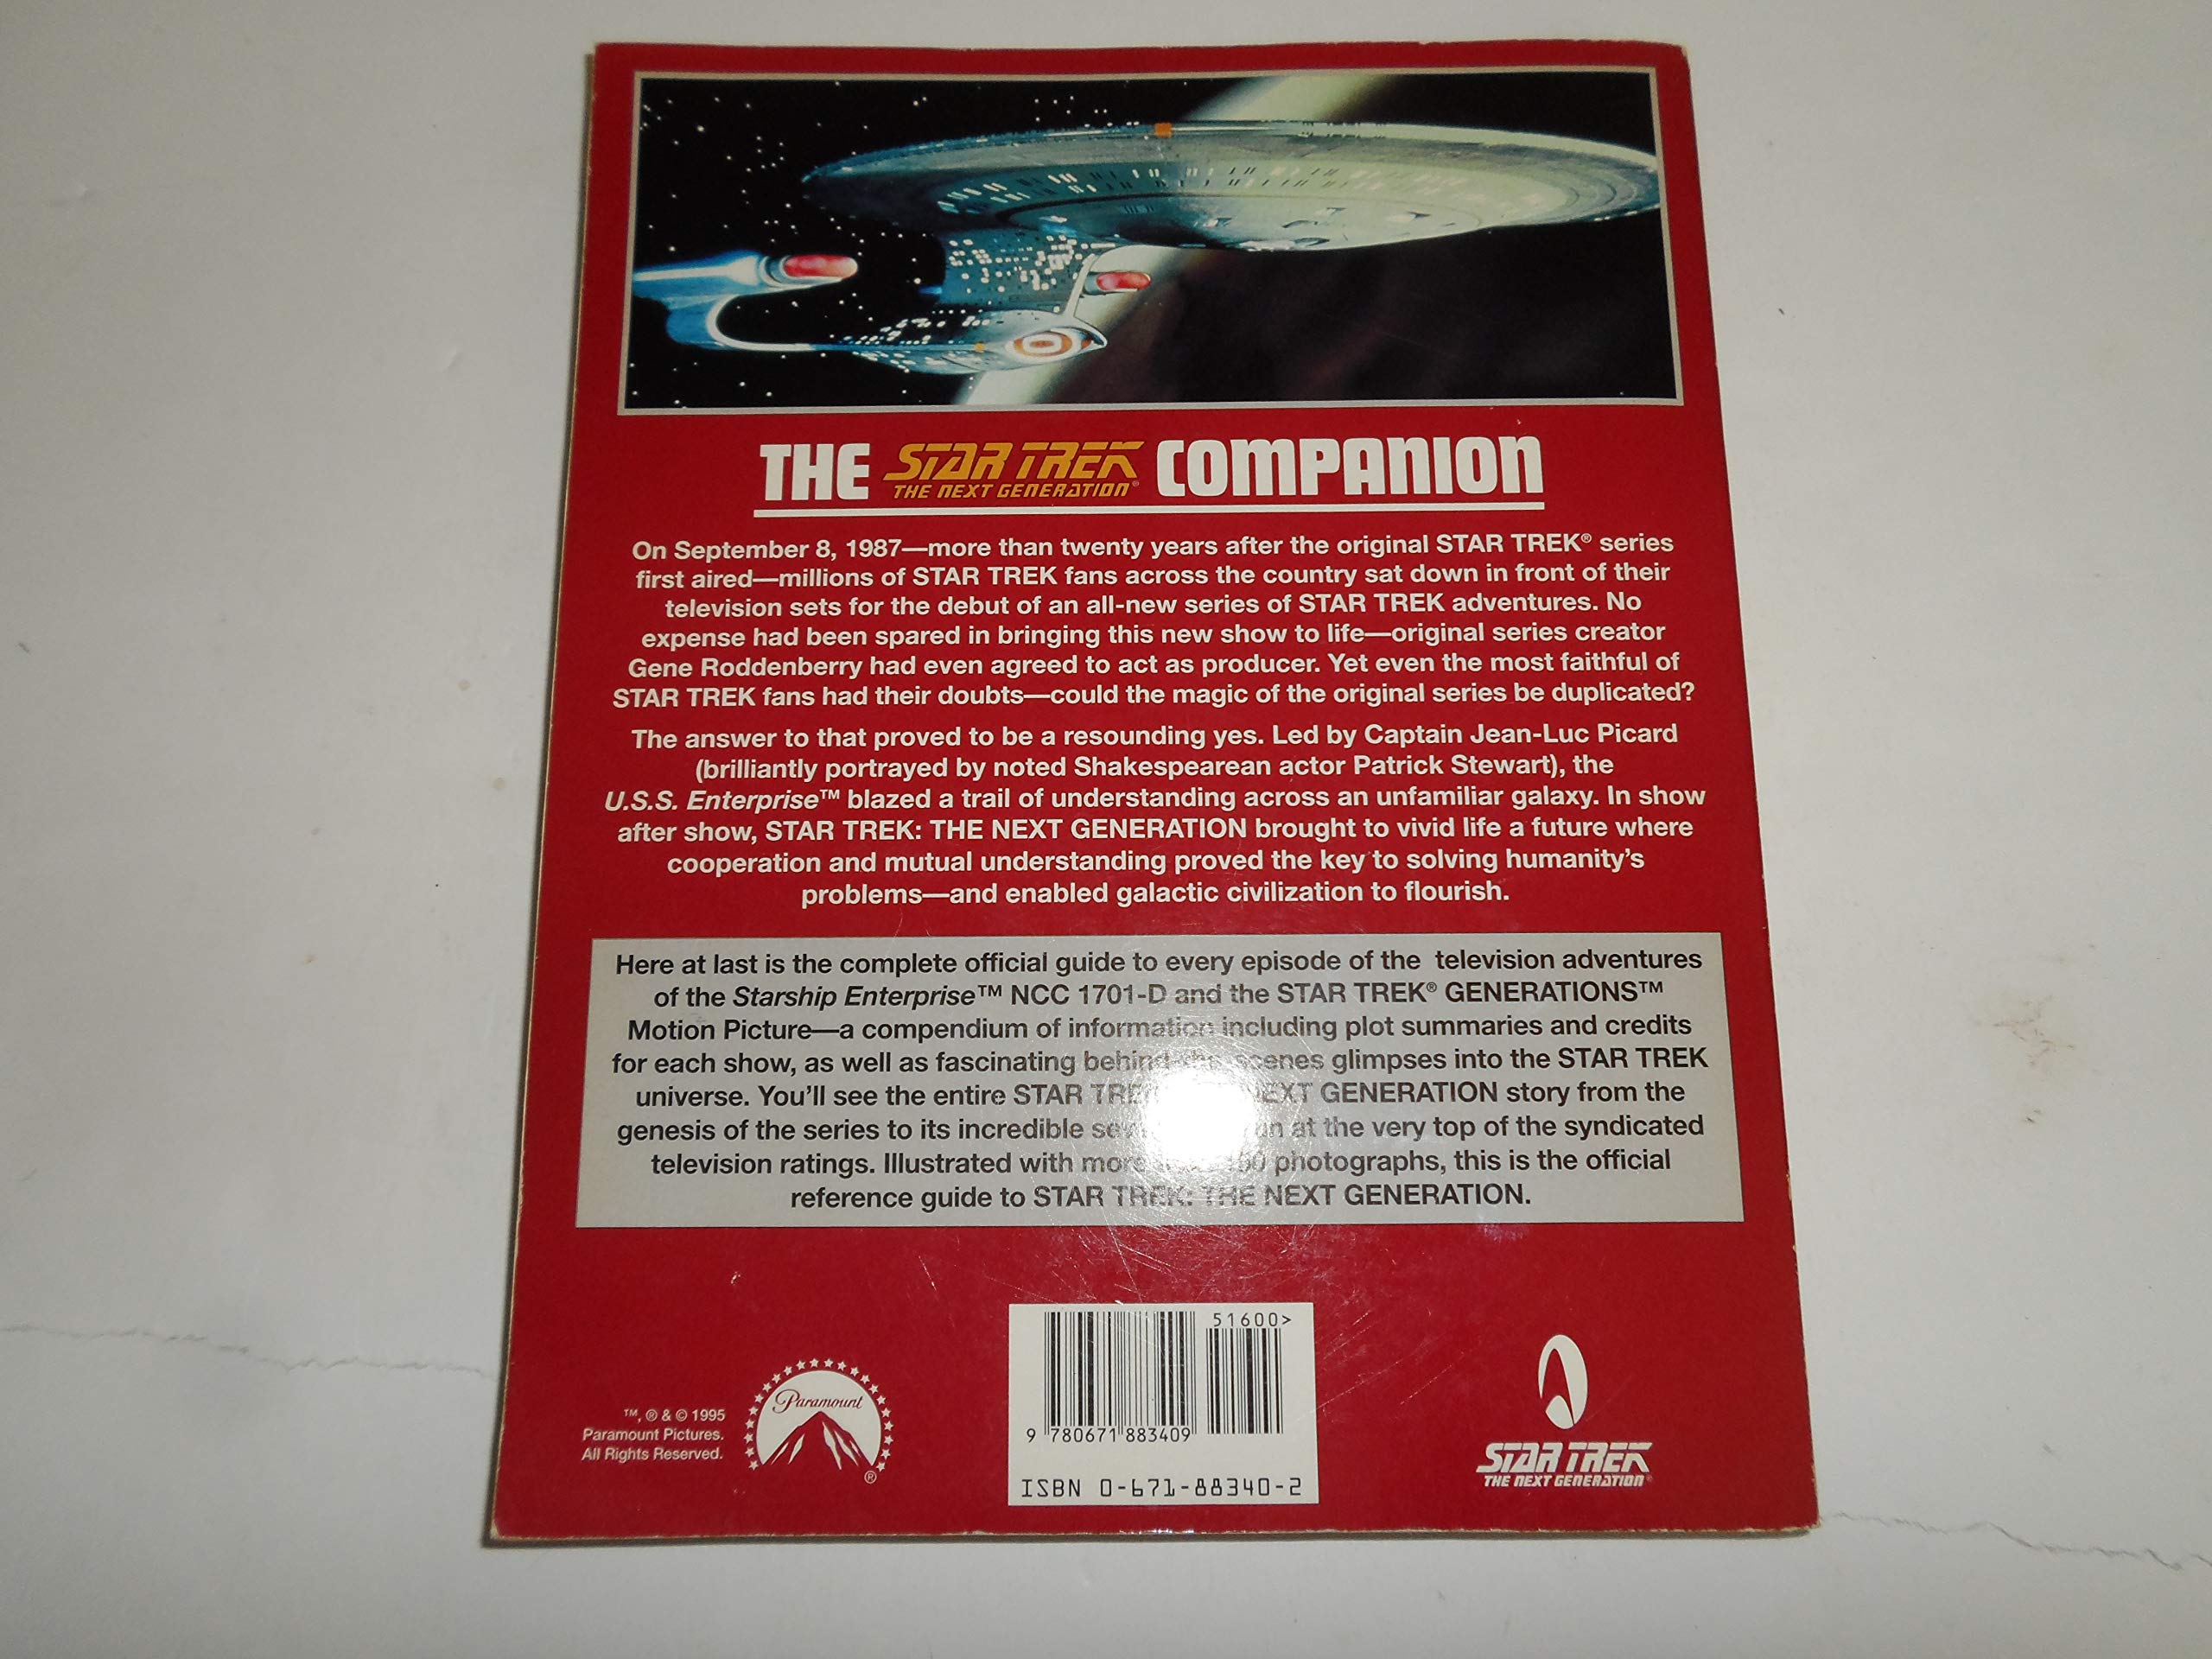 THE STAR TREK THE NEXT GENERATION® COMPANION
On September 8, 1987—more than twenty years after the original STAR TREK® series
first aired—millions of STAR TREK fans across the country sat down in front of their
television sets for the debut of an all-new series of STAR TREK adventures. No
expense had been spared in bringing this new show to life—original series creator
Gene Roddenberry had even agreed to act as producer. Yet even the most faithful of
STAR TREK fans had their doubts—could the magic of the original series be duplicated?
The answer to that proved to be a resounding yes. Led by Captain Jean-Luc Picard
(brilliantly portrayed by noted Shakespearean actor Patrick Stewart), the
U.S.S. Enterprise™ blazed a trail of understanding across an unfamiliar galaxy. In show
after show, STAR TREK: THE NEXT GENERATION brought to vivid life a future where
cooperation and mutual understanding proved the key to solving humanity's
problems—and enabled galactic civilization to flourish.
Here at last is the complete official guide to every episode of the television adventures
of the Starship Enterprise™ NCC 1701-D and the STAR TREK® GENERATIONS™
Motion Picture—a compendium of information including plot summaries and credits
for each show, as well as fascinating behind-the-scenes glimpses into the STAR TREK
universe. You'll see the entire STAR TREK NEXT GENERATION story from the
genesis of the series to its incredible at the very top of the syndicated
television ratings. Illustrated with more photographs, this is the official
reference guide to STAR TREK: THE NEXT GENERATION.
51600>
9 780671 883409
ISBN 0-671-88340-2
™, ® & © 1995
Paramount Pictures.
All Rights Reserved.
Paramount
®
STAR TREK
THE NEXT GENERATION®